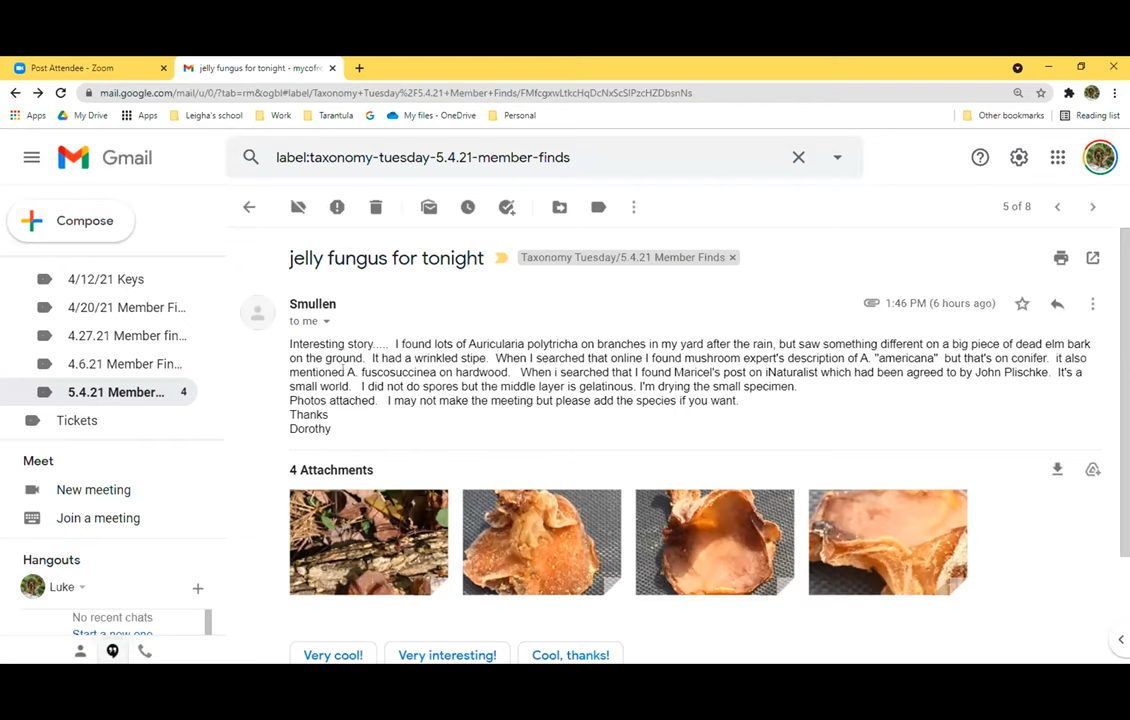 Post Attendee - Zoom
jelly fungus for tonight - mycofre
mail.google.com/mail/u/0/?tab=rm&ogbl#label/Taxonomy+Tuesday%2F5.4.21+Member+Finds/FMfcgxwLtkcHqDcNxScSlPzcHZDbsnNs
Apps My Drive Apps Leigha's school Work Tarantula My files - OneDrive Personal Other bookmarks Reading list
Gmail
label:taxonomy-tuesday-5.4.21-member-finds
Compose
5 of 8
jelly fungus for tonight
Taxonomy Tuesday/5.4.21 Member Finds
4/12/21 Keys
4/20/21 Member Fi...
4.27.21 Member fin...
4.6.21 Member Fin...
5.4.21 Member... 4
Tickets
Smullen
to me
1:46 PM (6 hours ago)
Interesting story..... I found lots of Auricularia polytricha on branches in my yard after the rain, but saw something different on a big piece of dead elm bark
on the ground. It had a wrinkled stipe. When I searched that online I found mushroom expert's description of A. "americana" but that's on conifer. it also
mentioned A. fuscosuccinea on hardwood. When i searched that I found Maricel's post on iNaturalist which had been agreed to by John Plischke. It's a
small world. I did not do spores but the middle layer is gelatinous. I'm drying the small specimen.
Photos attached. I may not make the meeting but please add the species if you want.
Thanks
Dorothy
4 Attachments
Meet
New meeting
Join a meeting
Hangouts
Luke
No recent chats
Start a new one
Very cool!
Very interesting!
Cool, thanks!